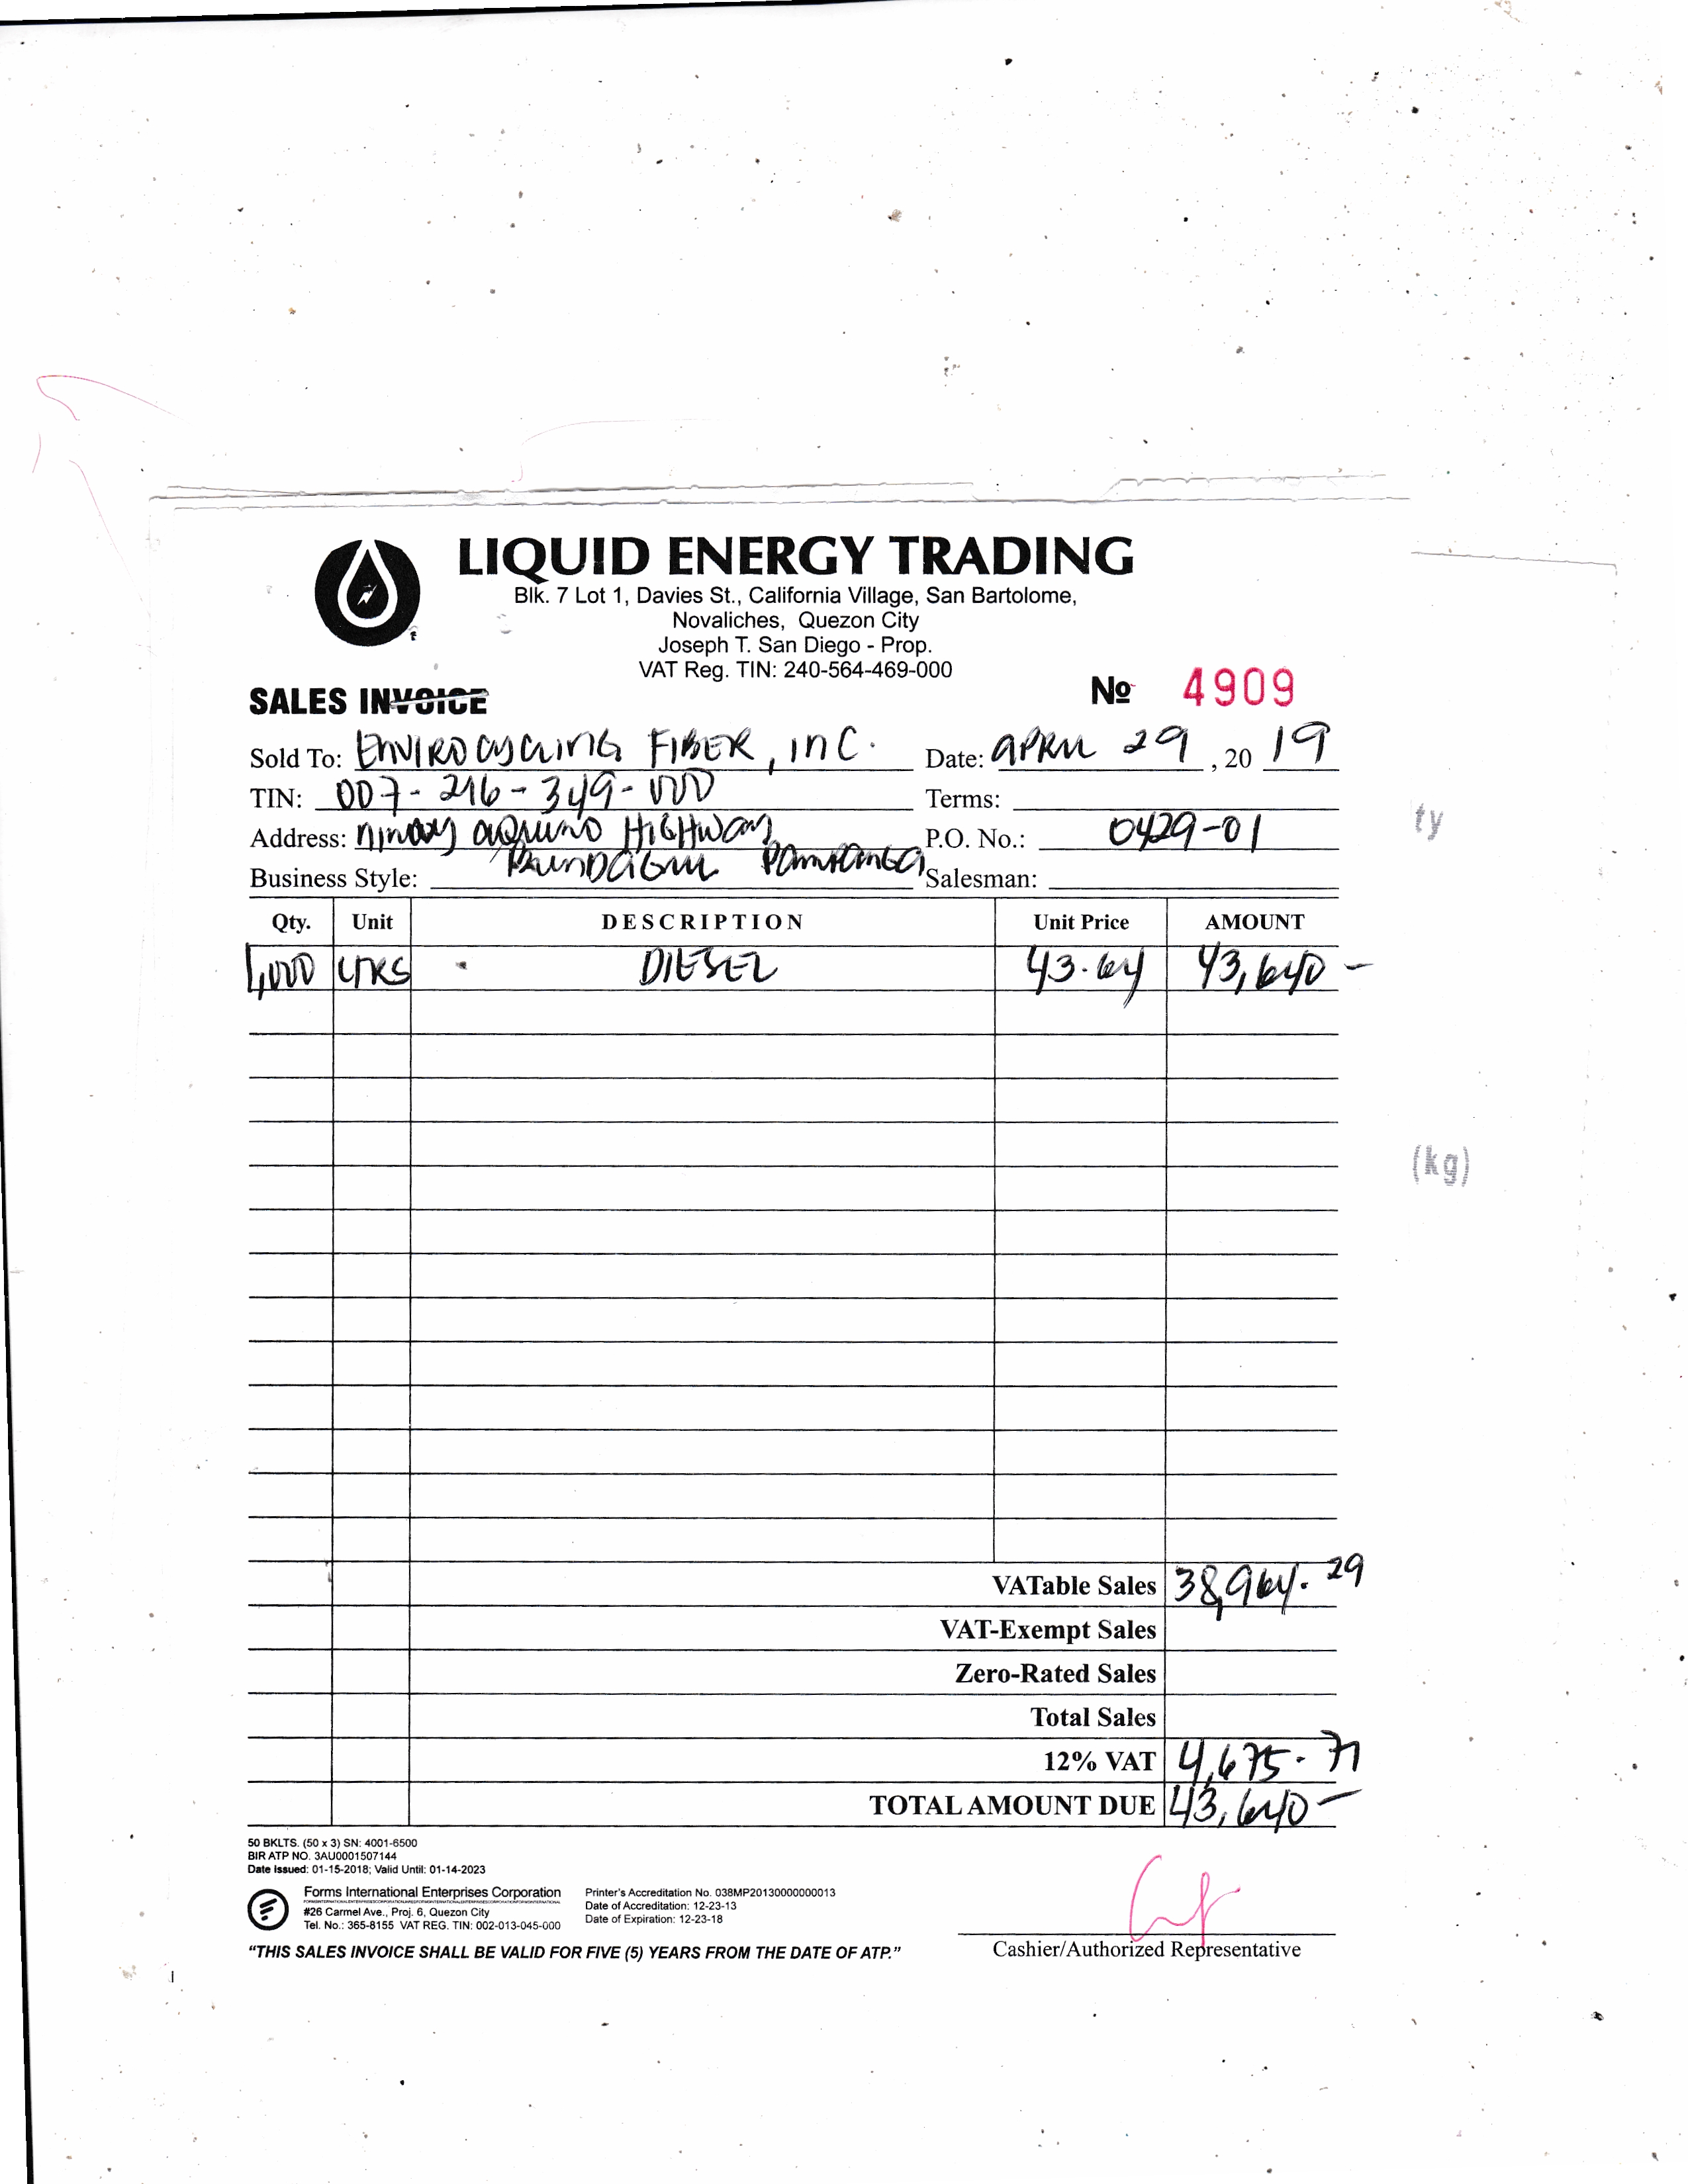 LIQUID ENERGY TRADING
Blk. 7 Lot 1, Davies St., California Village, San Bartolome,
Novaliches, Quezon City
Joseph T. San Diego - Prop.
VAT Reg. TIN: 240-564-469-000
SALES INVOICE
№ 4909
Sold To: ENVIROCYCLING FIBER, INC. Date: APRIL 29, 20 19
TIN: 007-216-349-000 Terms:
Address: NINOY AQUINO HIGHWAY P.O. No.: 0429-01
PAMPANGA
Business Style: Salesman:
Qty. Unit DESCRIPTION Unit Price AMOUNT
1,000 LTRS DIESEL 43.64 43,640 -
VATable Sales 38,964.29
VAT-Exempt Sales
Zero-Rated Sales
Total Sales
12% VAT 4,675.71
TOTAL AMOUNT DUE 43,640 -
50 BKLTS. (50 x 3) SN: 4001-6500
BIR ATP NO. 3AU0001507144
Date Issued: 01-15-2018; Valid Until: 01-14-2023
Forms International Enterprises Corporation
#26 Carmel Ave., Proj. 6, Quezon City
Tel. No.: 365-8155 VAT REG. TIN: 002-013-045-000
Printer's Accreditation No. 038MP20130000000013
Date of Accreditation: 12-23-13
Date of Expiration: 12-23-18
"THIS SALES INVOICE SHALL BE VALID FOR FIVE (5) YEARS FROM THE DATE OF ATP."
Cashier/Authorized Representative
ty
(kg)